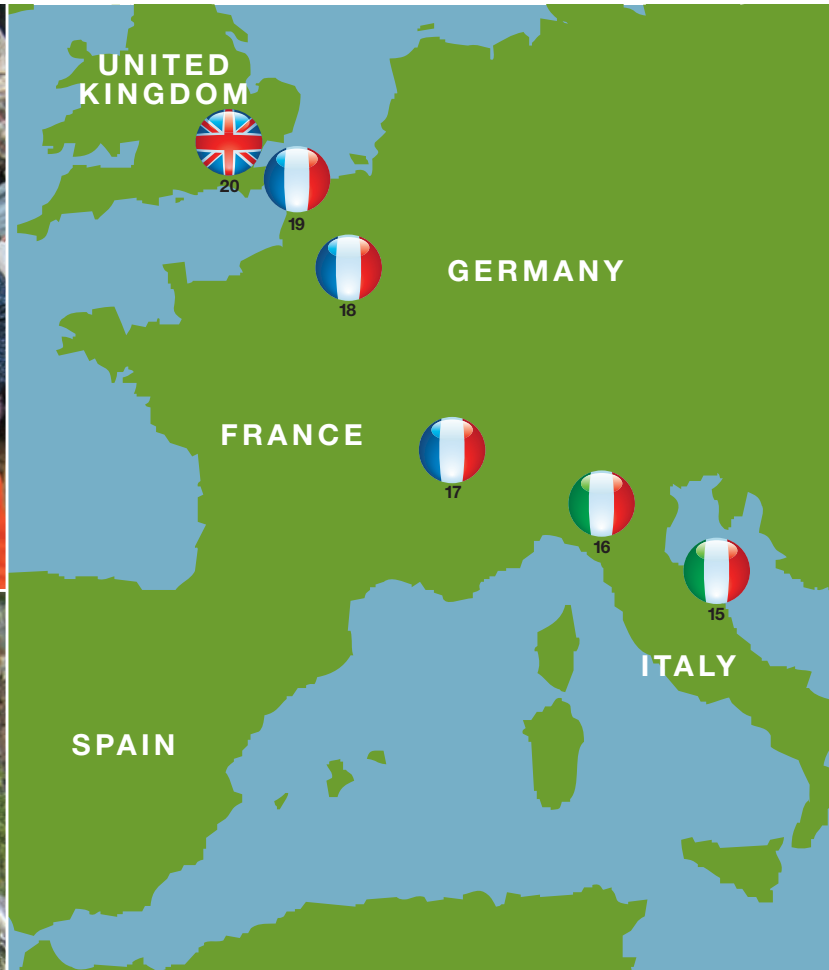 UNITED
KINGDOM
20
19
GERMANY
18
FRANCE
17
16
15
ITALY
SPAIN